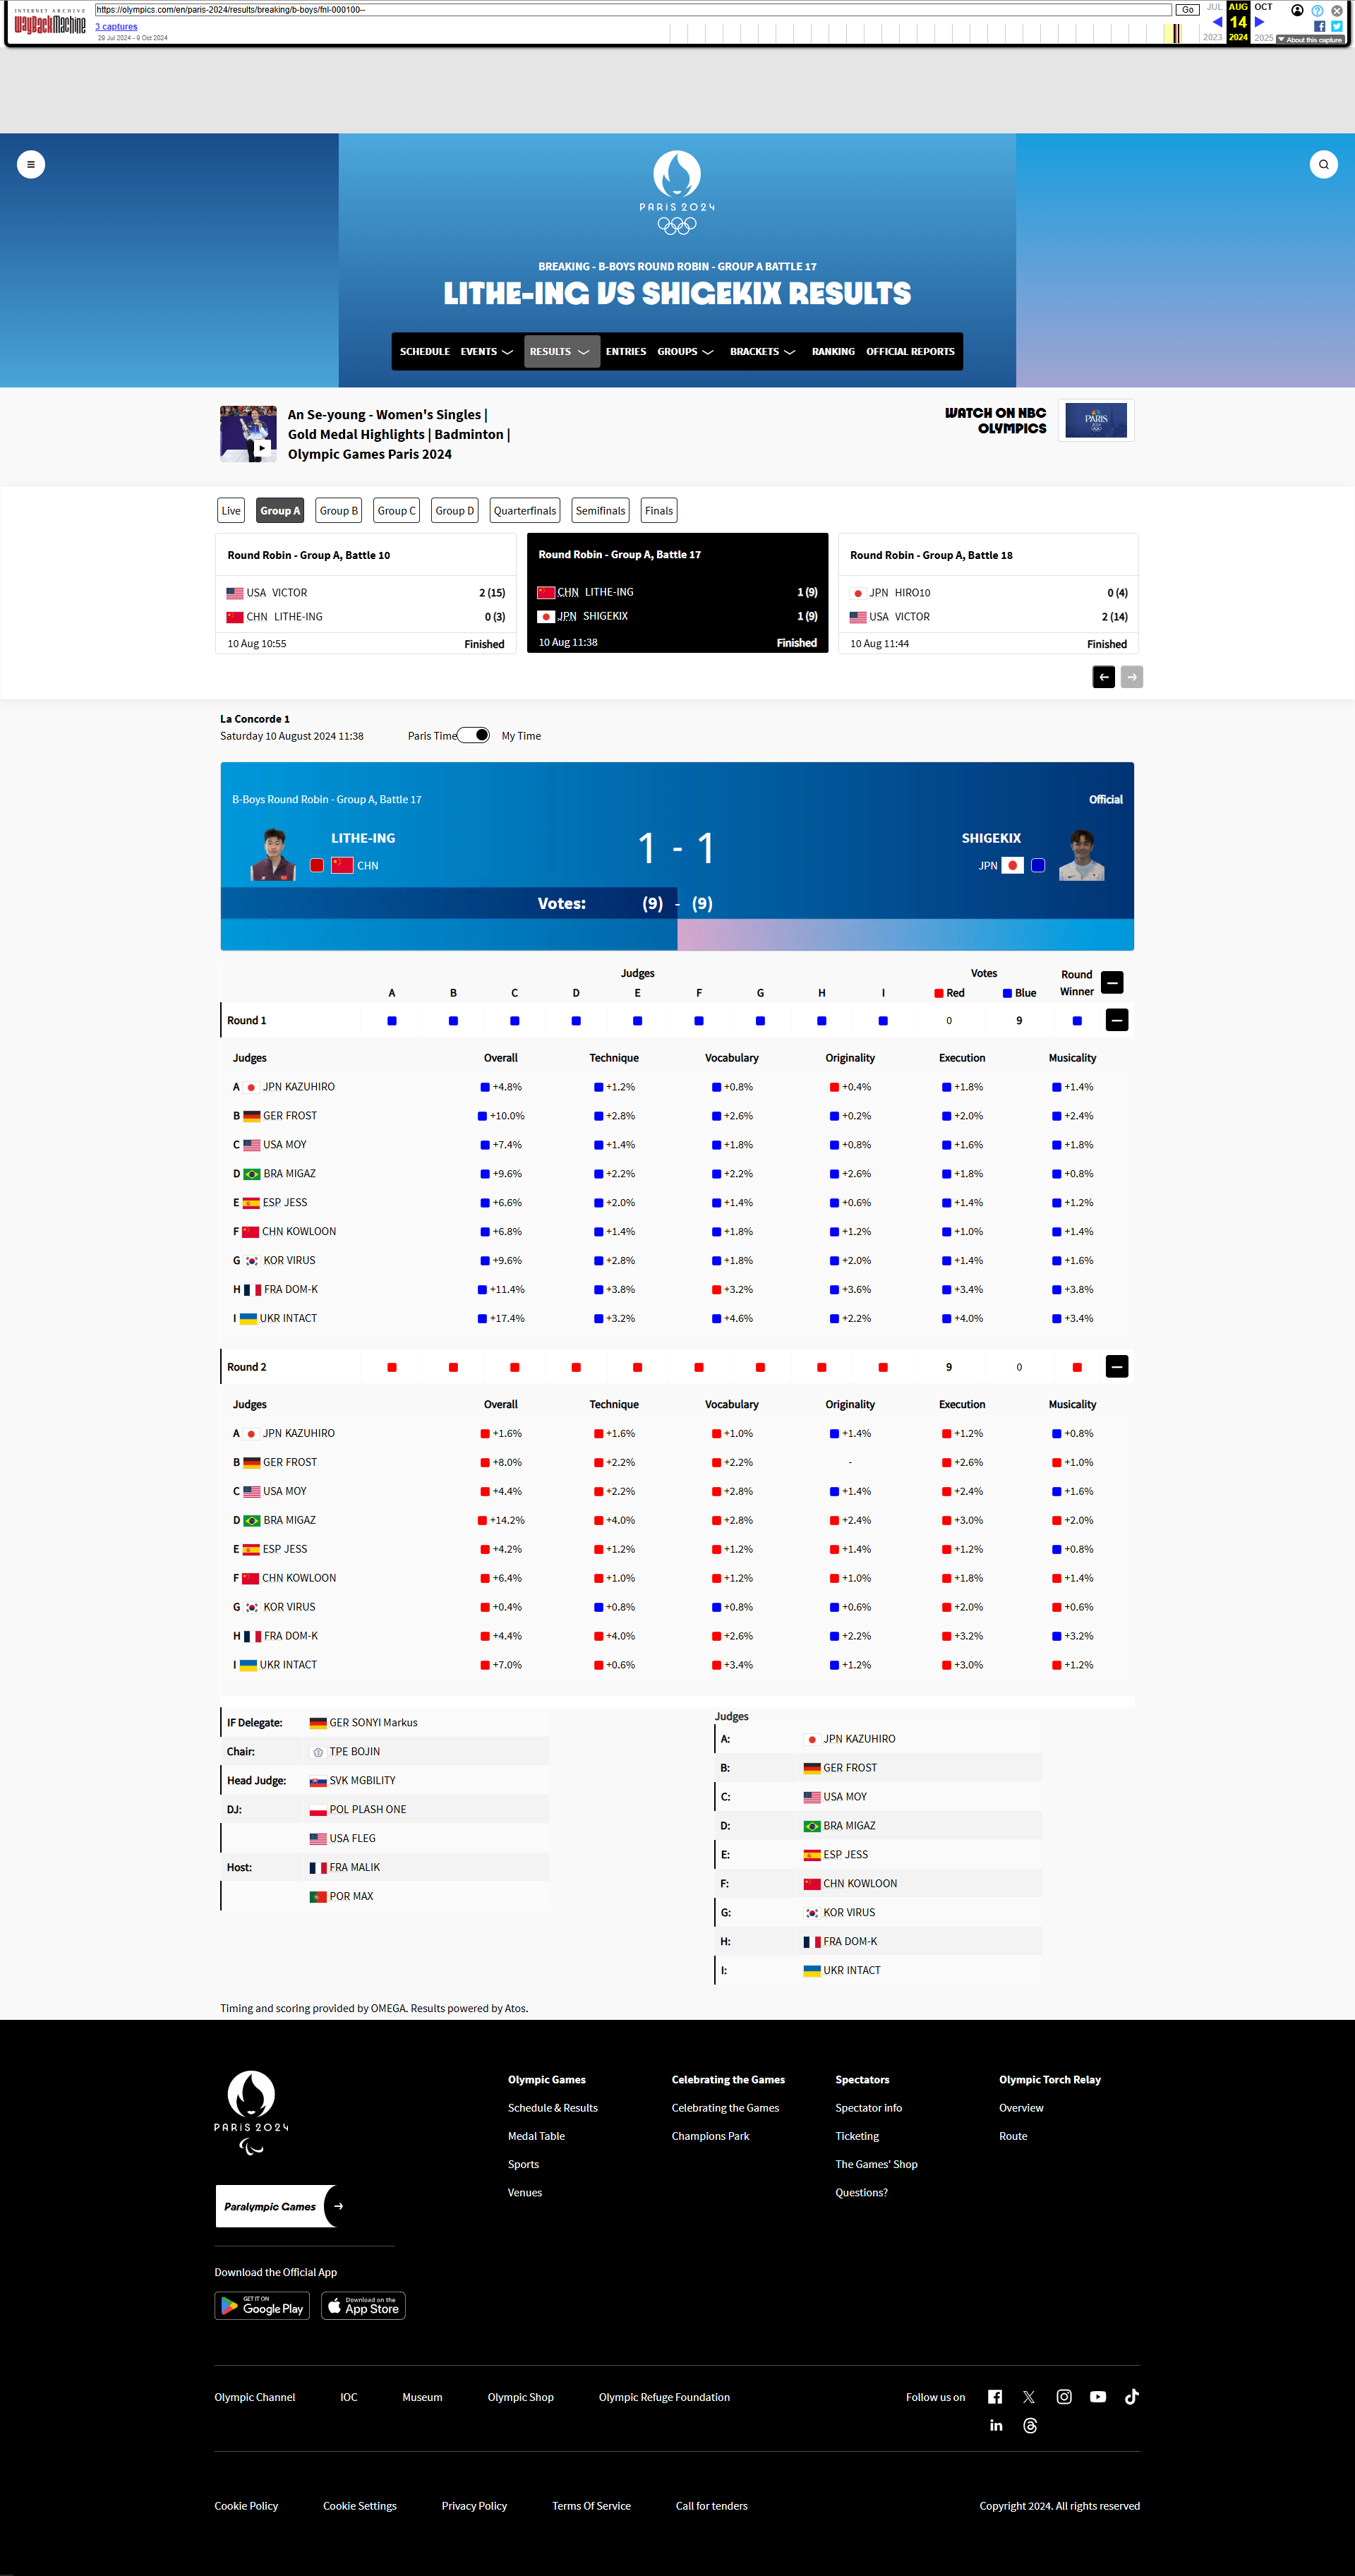 INTERNET ARCHIVE
WayBackMachine
https://olympics.com/en/paris-2024/results/breaking/b-boys/fnl-000100--
Go
JUL AUG OCT
3 captures
14
29 Jul 2024 - 9 Oct 2024
2023 2024 2025
About this capture
PARIS 2024
BREAKING - B-BOYS ROUND ROBIN - GROUP A BATTLE 17
LITHE-ING VS SHIGEKIX RESULTS
SCHEDULE EVENTS RESULTS ENTRIES GROUPS BRACKETS RANKING OFFICIAL REPORTS
An Se-young - Women's Singles |
Gold Medal Highlights | Badminton |
Olympic Games Paris 2024
WATCH ON NBC
OLYMPICS
PARIS
2024
Live Group A Group B Group C Group D Quarterfinals Semifinals Finals
Round Robin - Group A, Battle 10
USA VICTOR 2 (15)
CHN LITHE-ING 0 (3)
10 Aug 10:55 Finished
Round Robin - Group A, Battle 17
CHN LITHE-ING 1 (9)
JPN SHIGEKIX 1 (9)
10 Aug 11:38 Finished
Round Robin - Group A, Battle 18
JPN HIRO10 0 (4)
USA VICTOR 2 (14)
10 Aug 11:44 Finished
La Concorde 1
Saturday 10 August 2024 11:38 Paris Time My Time
B-Boys Round Robin - Group A, Battle 17 Official
LITHE-ING 1 - 1 SHIGEKIX
CHN JPN
Votes: (9) - (9)
Judges Votes Round Winner
A B C D E F G H I Red Blue
Round 1 0 9
Judges Overall Technique Vocabulary Originality Execution Musicality
A JPN KAZUHIRO +4.8% +1.2% +0.8% +0.4% +1.8% +1.4%
B GER FROST +10.0% +2.8% +2.6% +0.2% +2.0% +2.4%
C USA MOY +7.4% +1.4% +1.8% +0.8% +1.6% +1.8%
D BRA MIGAZ +9.6% +2.2% +2.2% +2.6% +1.8% +0.8%
E ESP JESS +6.6% +2.0% +1.4% +0.6% +1.4% +1.2%
F CHN KOWLOON +6.8% +1.4% +1.8% +1.2% +1.0% +1.4%
G KOR VIRUS +9.6% +2.8% +1.8% +2.0% +1.4% +1.6%
H FRA DOM-K +11.4% +3.8% +3.2% +3.6% +3.4% +3.8%
I UKR INTACT +17.4% +3.2% +4.6% +2.2% +4.0% +3.4%
Round 2 9 0
Judges Overall Technique Vocabulary Originality Execution Musicality
A JPN KAZUHIRO +1.6% +1.6% +1.0% +1.4% +1.2% +0.8%
B GER FROST +8.0% +2.2% +2.2% - +2.6% +1.0%
C USA MOY +4.4% +2.2% +2.8% +1.4% +2.4% +1.6%
D BRA MIGAZ +14.2% +4.0% +2.8% +2.4% +3.0% +2.0%
E ESP JESS +4.2% +1.2% +1.2% +1.4% +1.2% +0.8%
F CHN KOWLOON +6.4% +1.0% +1.2% +1.0% +1.8% +1.4%
G KOR VIRUS +0.4% +0.8% +0.8% +0.6% +2.0% +0.6%
H FRA DOM-K +4.4% +4.0% +2.6% +2.2% +3.2% +3.2%
I UKR INTACT +7.0% +0.6% +3.4% +1.2% +3.0% +1.2%
IF Delegate: GER SONYI Markus
Chair: TPE BOJIN
Head Judge: SVK MGBILITY
DJ: POL PLASH ONE
USA FLEG
Host: FRA MALIK
POR MAX
Judges
A: JPN KAZUHIRO
B: GER FROST
C: USA MOY
D: BRA MIGAZ
E: ESP JESS
F: CHN KOWLOON
G: KOR VIRUS
H: FRA DOM-K
I: UKR INTACT
Timing and scoring provided by OMEGA. Results powered by Atos.
PARIS 2024
Paralympic Games
Download the Official App
GET IT ON
Google Play
Download on the
App Store
Olympic Games
Schedule & Results
Medal Table
Sports
Venues
Celebrating the Games
Celebrating the Games
Champions Park
Spectators
Spectator info
Ticketing
The Games' Shop
Questions?
Olympic Torch Relay
Overview
Route
Olympic Channel IOC Museum Olympic Shop Olympic Refuge Foundation Follow us on
Cookie Policy Cookie Settings Privacy Policy Terms Of Service Call for tenders Copyright 2024. All rights reserved